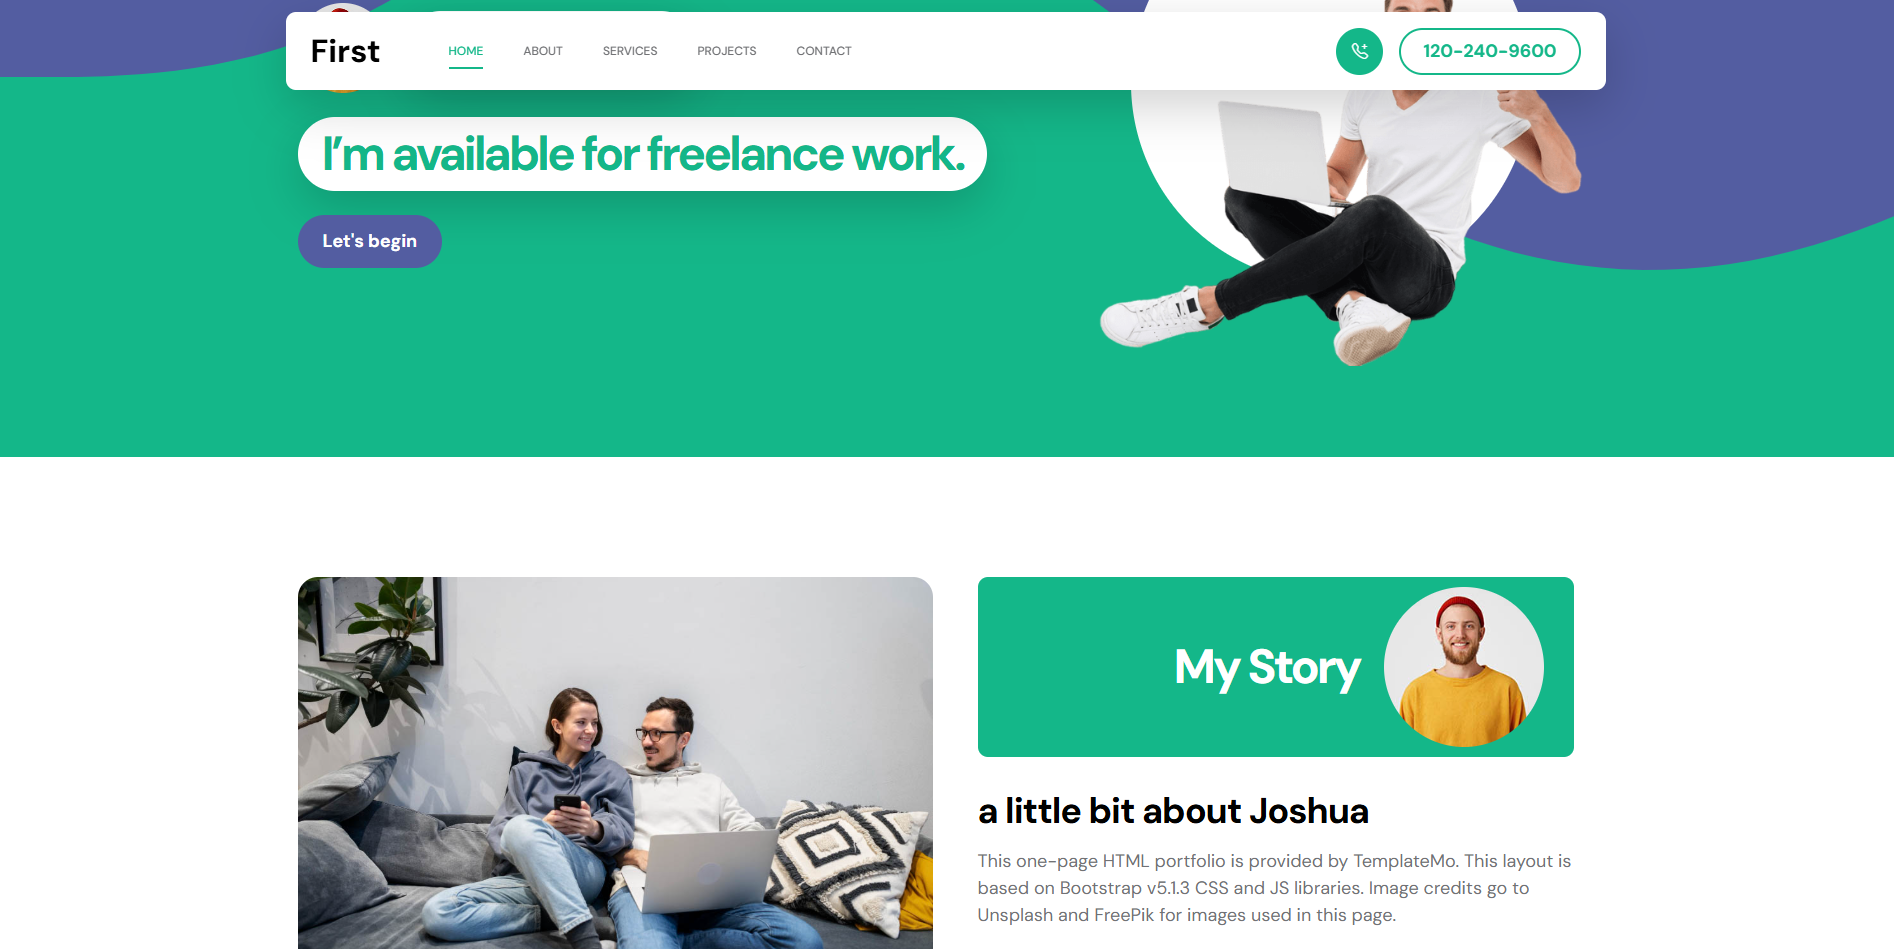 First
HOME
ABOUT
SERVICES
PROJECTS
CONTACT
120-240-9600
I’m available for freelance work.
Let's begin
My Story
a little bit about Joshua
This one-page HTML portfolio is provided by TemplateMo. This layout is
based on Bootstrap v5.1.3 CSS and JS libraries. Image credits go to
Unsplash and FreePik for images used in this page.